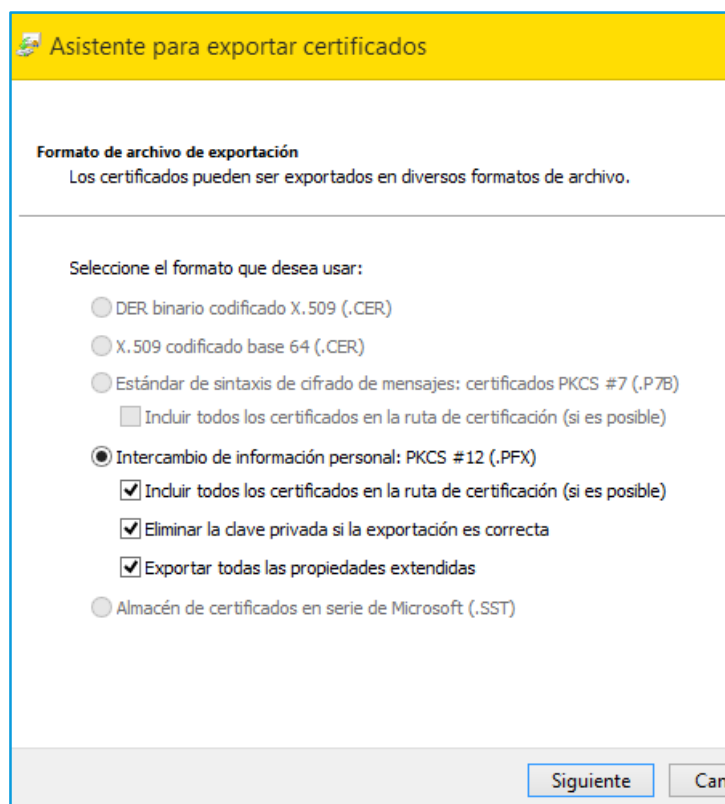 Asistente para exportar certificados
Formato de archivo de exportación
Los certificados pueden ser exportados en diversos formatos de archivo.
Seleccione el formato que desea usar:
DER binario codificado X.509 (.CER)
X.509 codificado base 64 (.CER)
Estándar de sintaxis de cifrado de mensajes: certificados PKCS #7 (.P7B)
Incluir todos los certificados en la ruta de certificación (si es posible)
Intercambio de información personal: PKCS #12 (.PFX)
Incluir todos los certificados en la ruta de certificación (si es posible)
Eliminar la clave privada si la exportación es correcta
Exportar todas las propiedades extendidas
Almacén de certificados en serie de Microsoft (.SST)
Siguiente